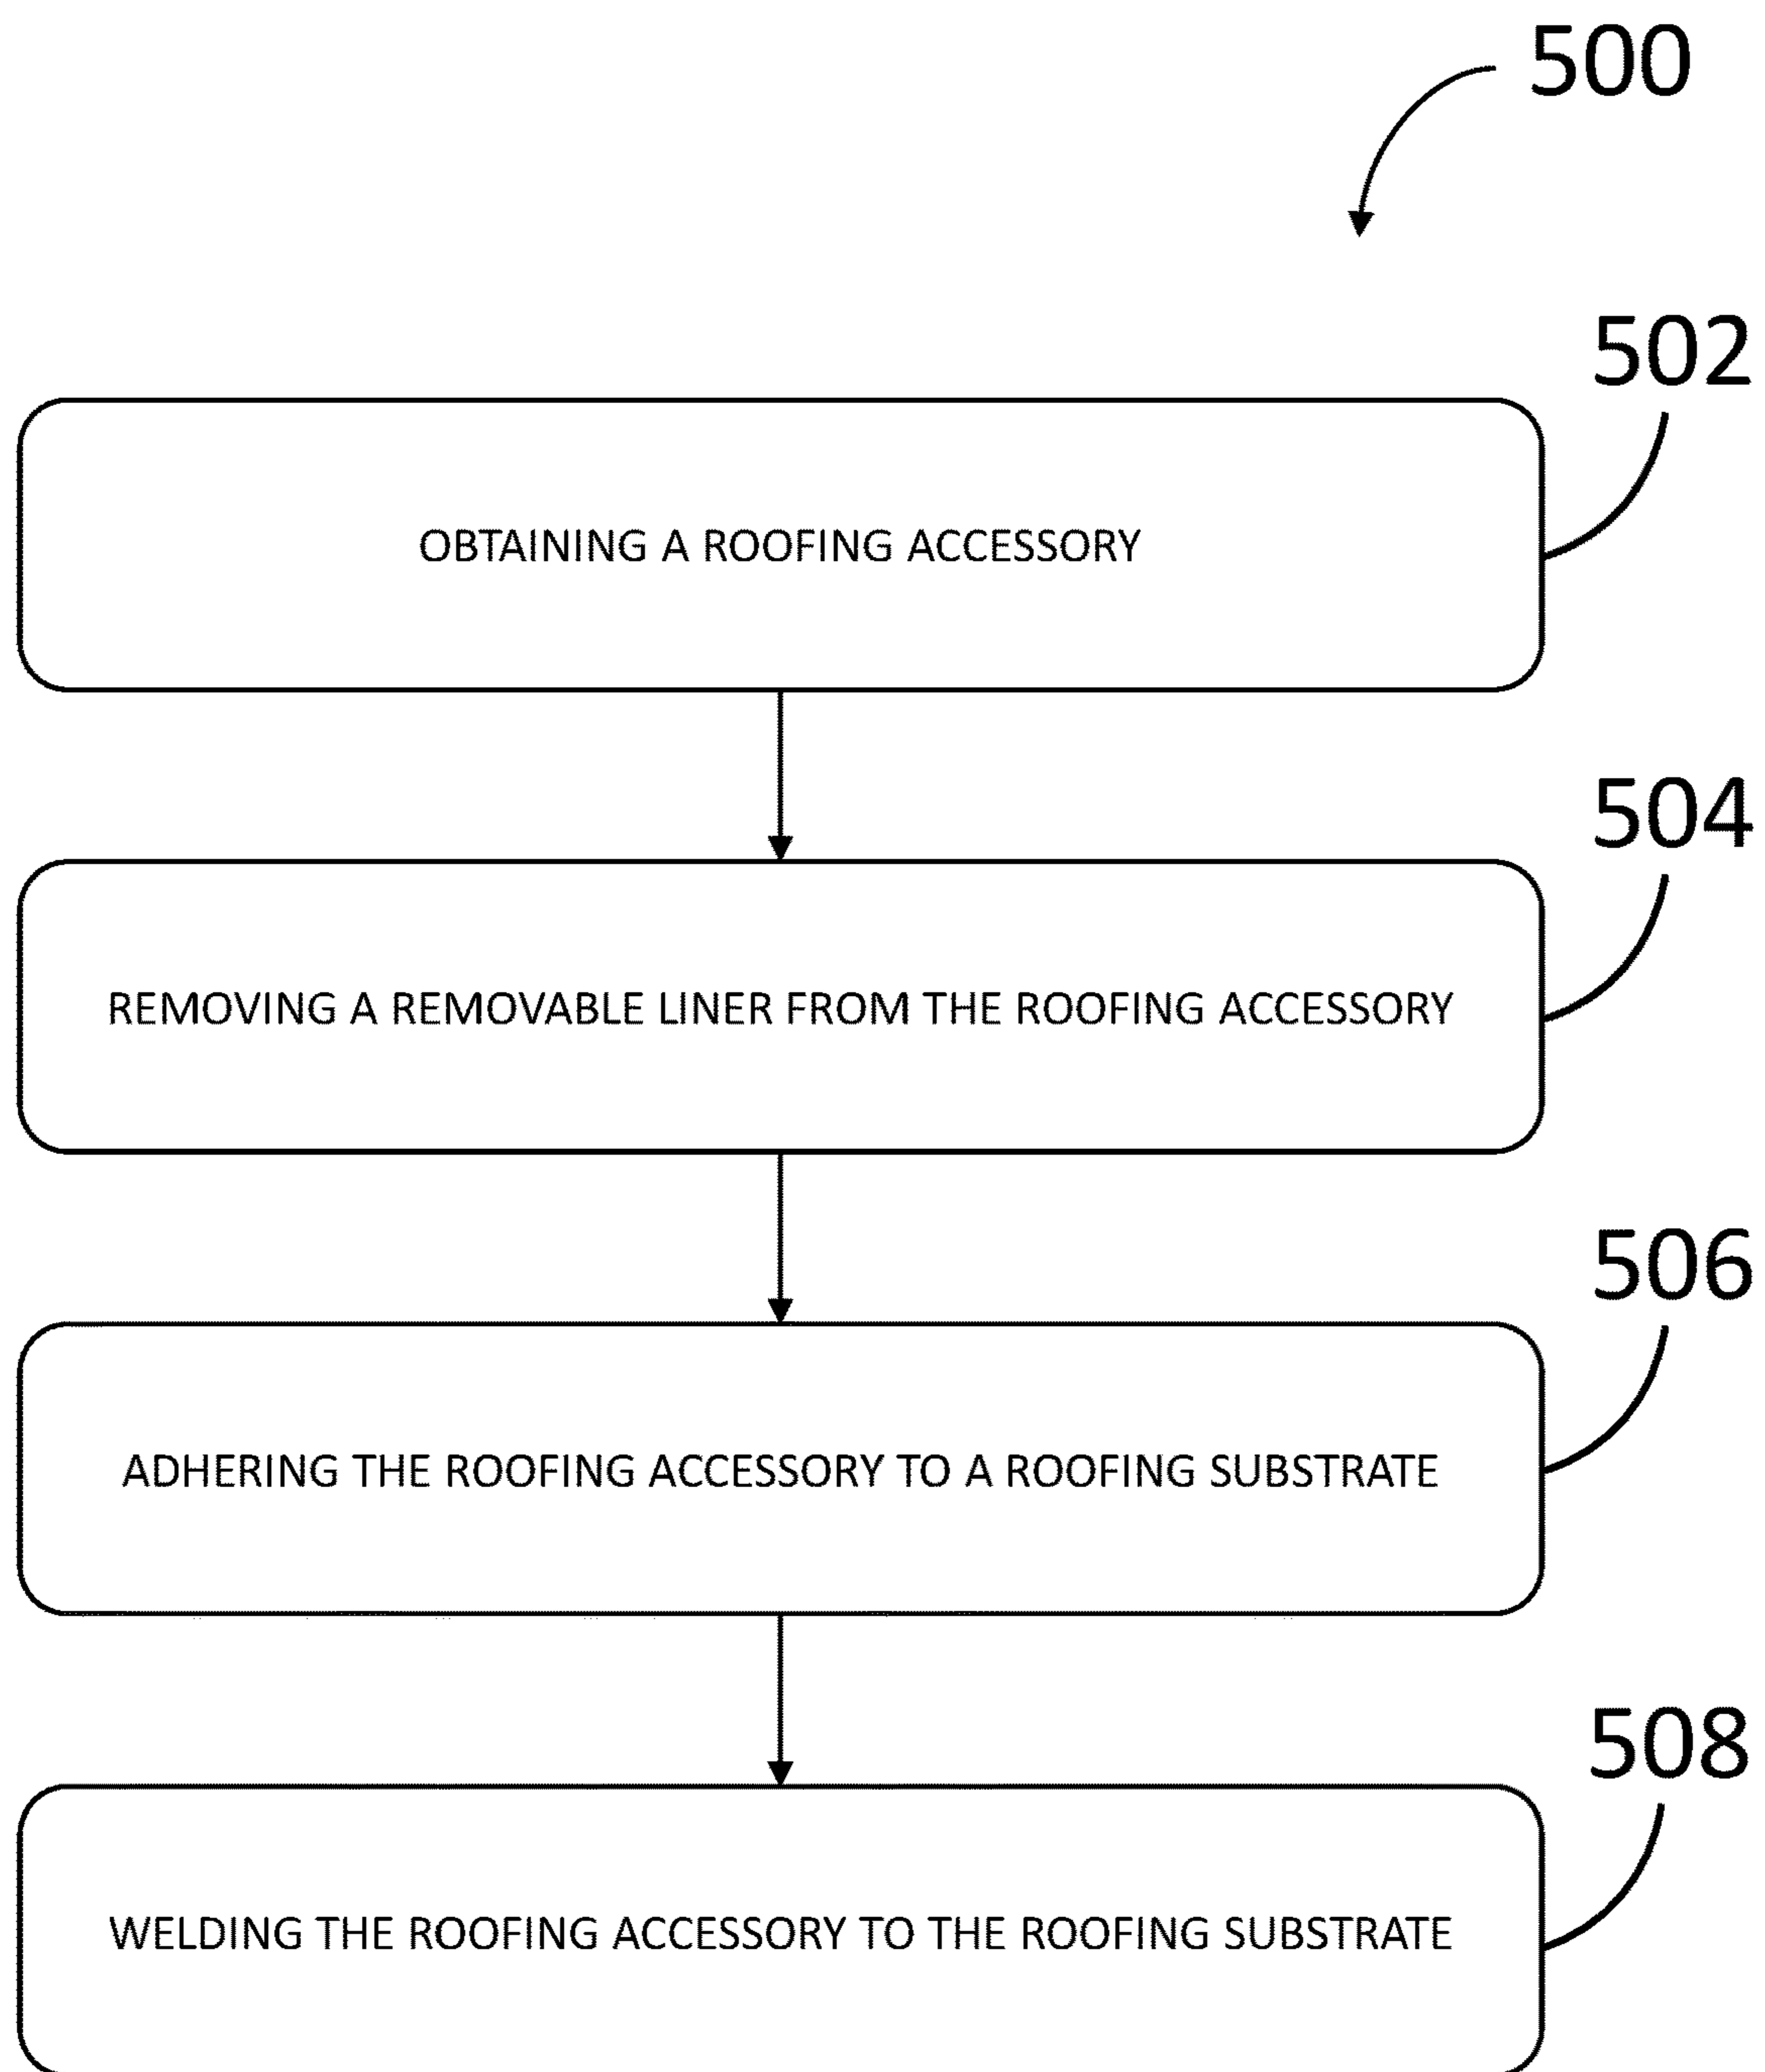 500
502
OBTAINING A ROOFING ACCESSORY
504
REMOVING A REMOVABLE LINER FROM THE ROOFING ACCESSORY
506
ADHERING THE ROOFING ACCESSORY TO A ROOFING SUBSTRATE
508
WELDING THE ROOFING ACCESSORY TO THE ROOFING SUBSTRATE